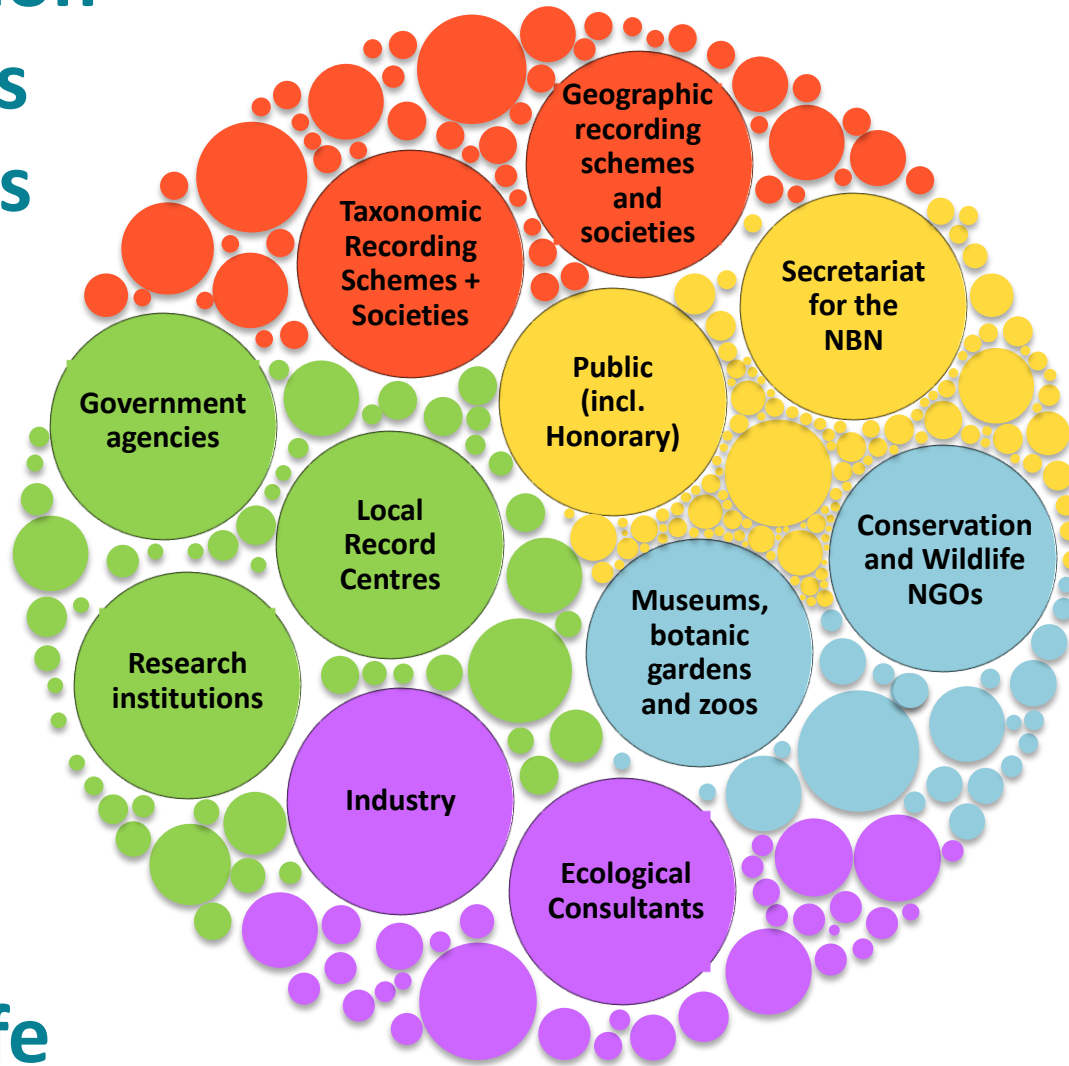 Geographic
recording
schemes
and
societies
Taxonomic
Recording
Schemes +
Societies
Secretariat
for the
NBN
Public
(incl.
Honorary)
Government
agencies
Local
Record
Centres
Conservation
and Wildlife
NGOs
Museums,
botanic
gardens
and zoos
Research
institutions
Industry
Ecological
Consultants